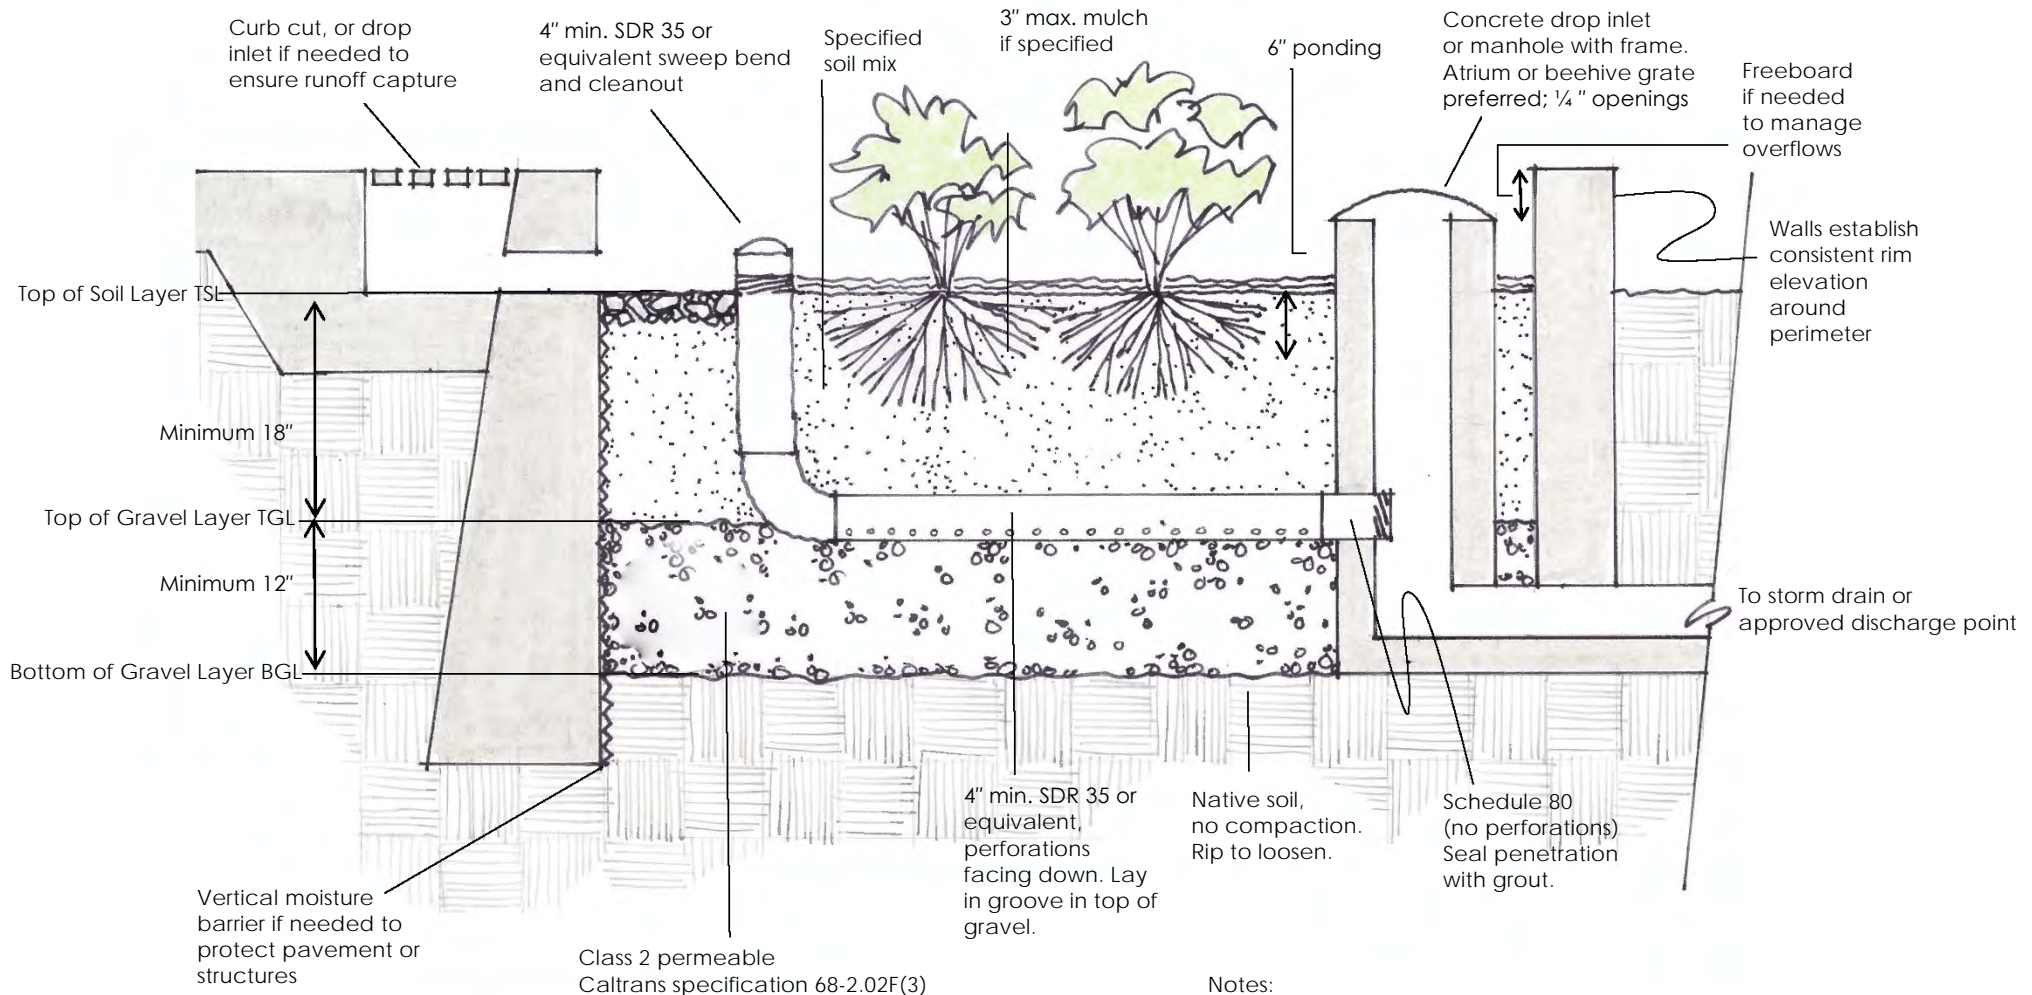 Curb cut, or drop
inlet if needed to
ensure runoff capture
4" min. SDR 35 or
equivalent sweep bend
and cleanout
Specified
soil mix
3" max. mulch
if specified
6" ponding
Concrete drop inlet
or manhole with frame.
Atrium or beehive grate
preferred; ¼ " openings
Freeboard
if needed
to manage
overflows
Walls establish
consistent rim
elevation
around
perimeter
Top of Soil Layer TSL
Minimum 18"
Top of Gravel Layer TGL
Minimum 12"
Bottom of Gravel Layer BGL
To storm drain or
approved discharge point
Vertical moisture
barrier if needed to
protect pavement or
structures
Class 2 permeable
Caltrans specification 68-2.02F(3)
4" min. SDR 35 or
equivalent,
perforations
facing down. Lay
in groove in top of
gravel.
Native soil,
no compaction.
Rip to loosen.
Schedule 80
(no perforations)
Seal penetration
with grout.
Notes: